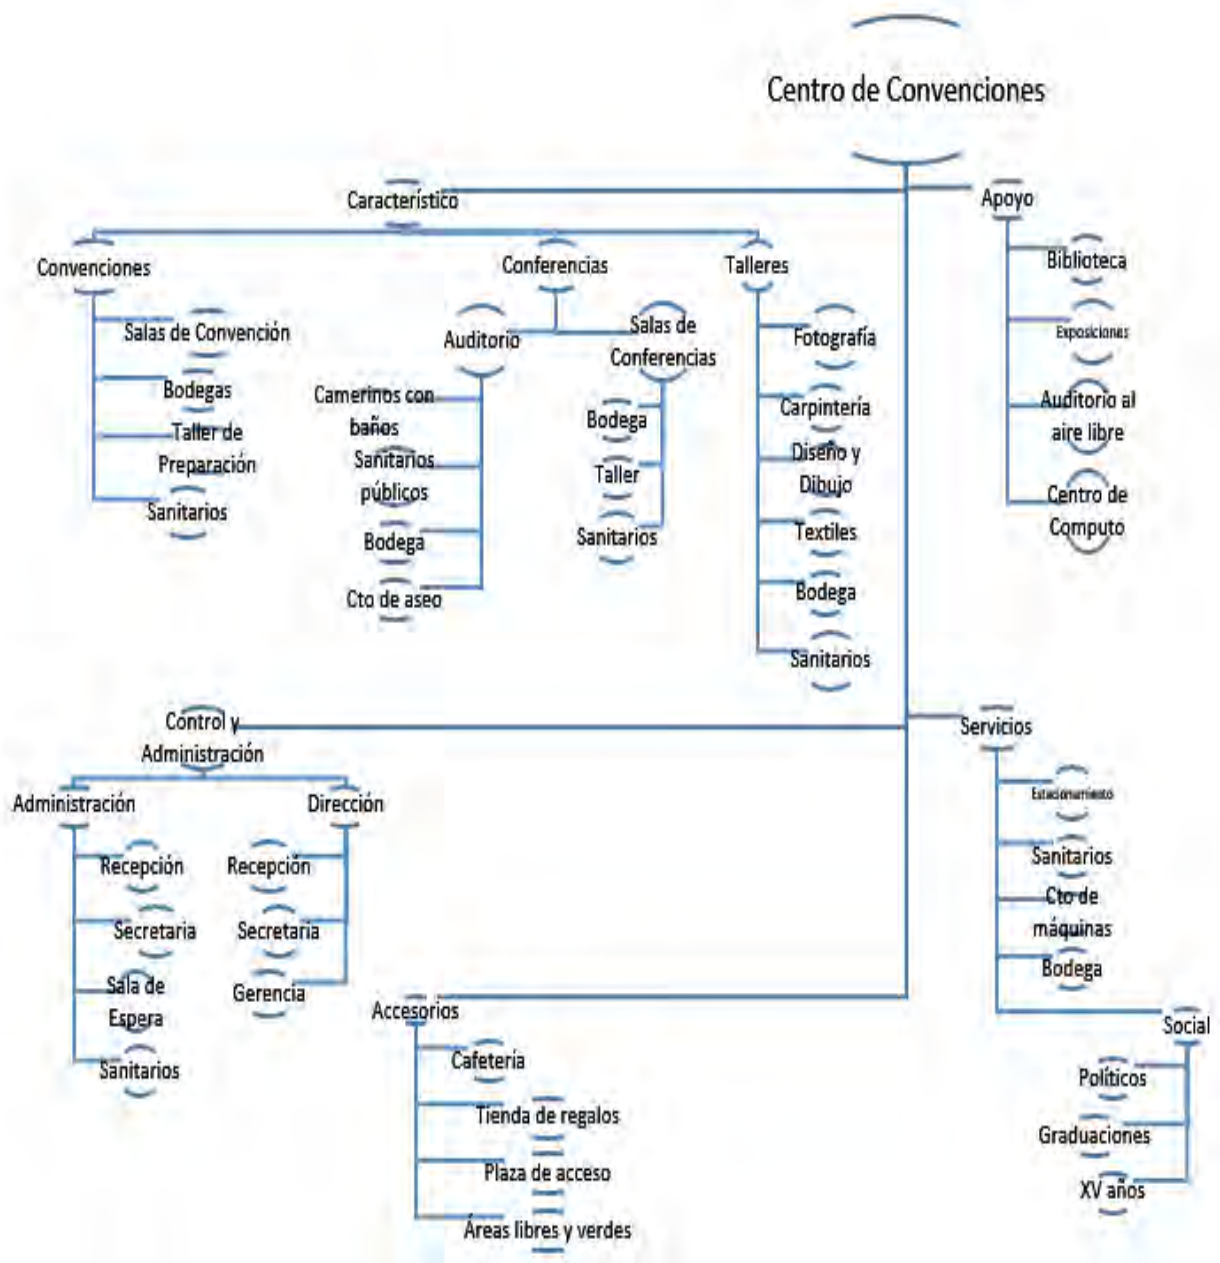 Centro de Convenciones
Característico
Apoyo
Convenciones
Conferencias
Talleres
Salas de Convención
Bodegas
Taller de
Preparación
Sanitarios
Auditorio
Camerinos con
baños
Sanitarios
públicos
Bodega
Cto de aseo
Salas de
Conferencias
Bodega
Taller
Sanitarios
Fotografía
Carpintería
Diseño y
Dibujo
Textiles
Bodega
Sanitarios
Biblioteca
Exposiciones
Auditorio al
aire libre
Centro de
Computo
Control y
Administración
Servicios
Administración
Dirección
Recepción
Secretaria
Sala de
Espera
Sanitarios
Recepción
Secretaria
Gerencia
Estacionamiento
Sanitarios
Cto de
máquinas
Bodega
Social
Políticos
Graduaciones
XV años
Accesorios
Cafetería
Tienda de regalos
Plaza de acceso
Áreas libres y verdes